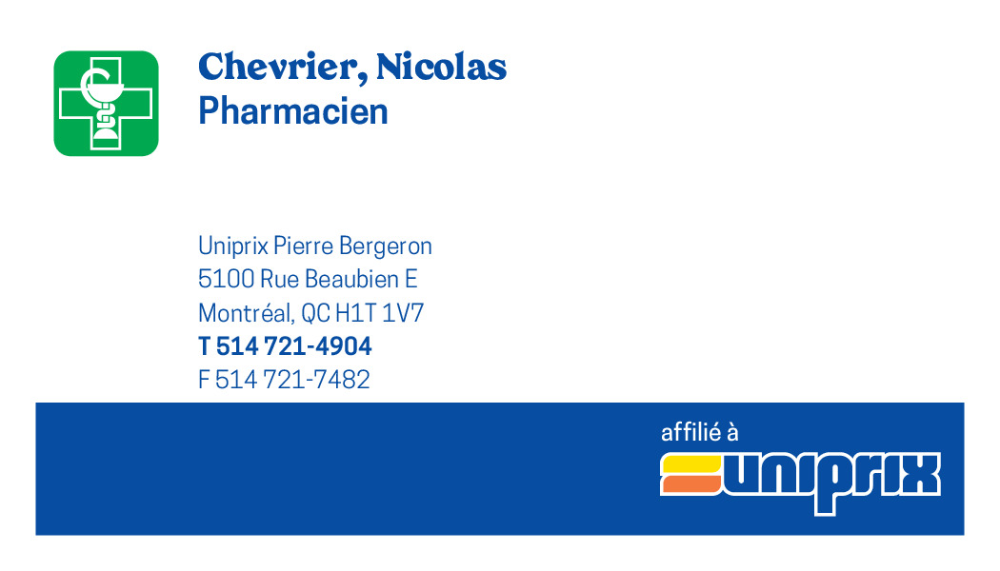 Chevrier, Nicolas
Pharmacien
Uniprix Pierre Bergeron
5100 Rue Beaubien E
Montréal, QC H1T 1V7
T 514 721-4904
F 514 721-7482
affilié à
uniprix